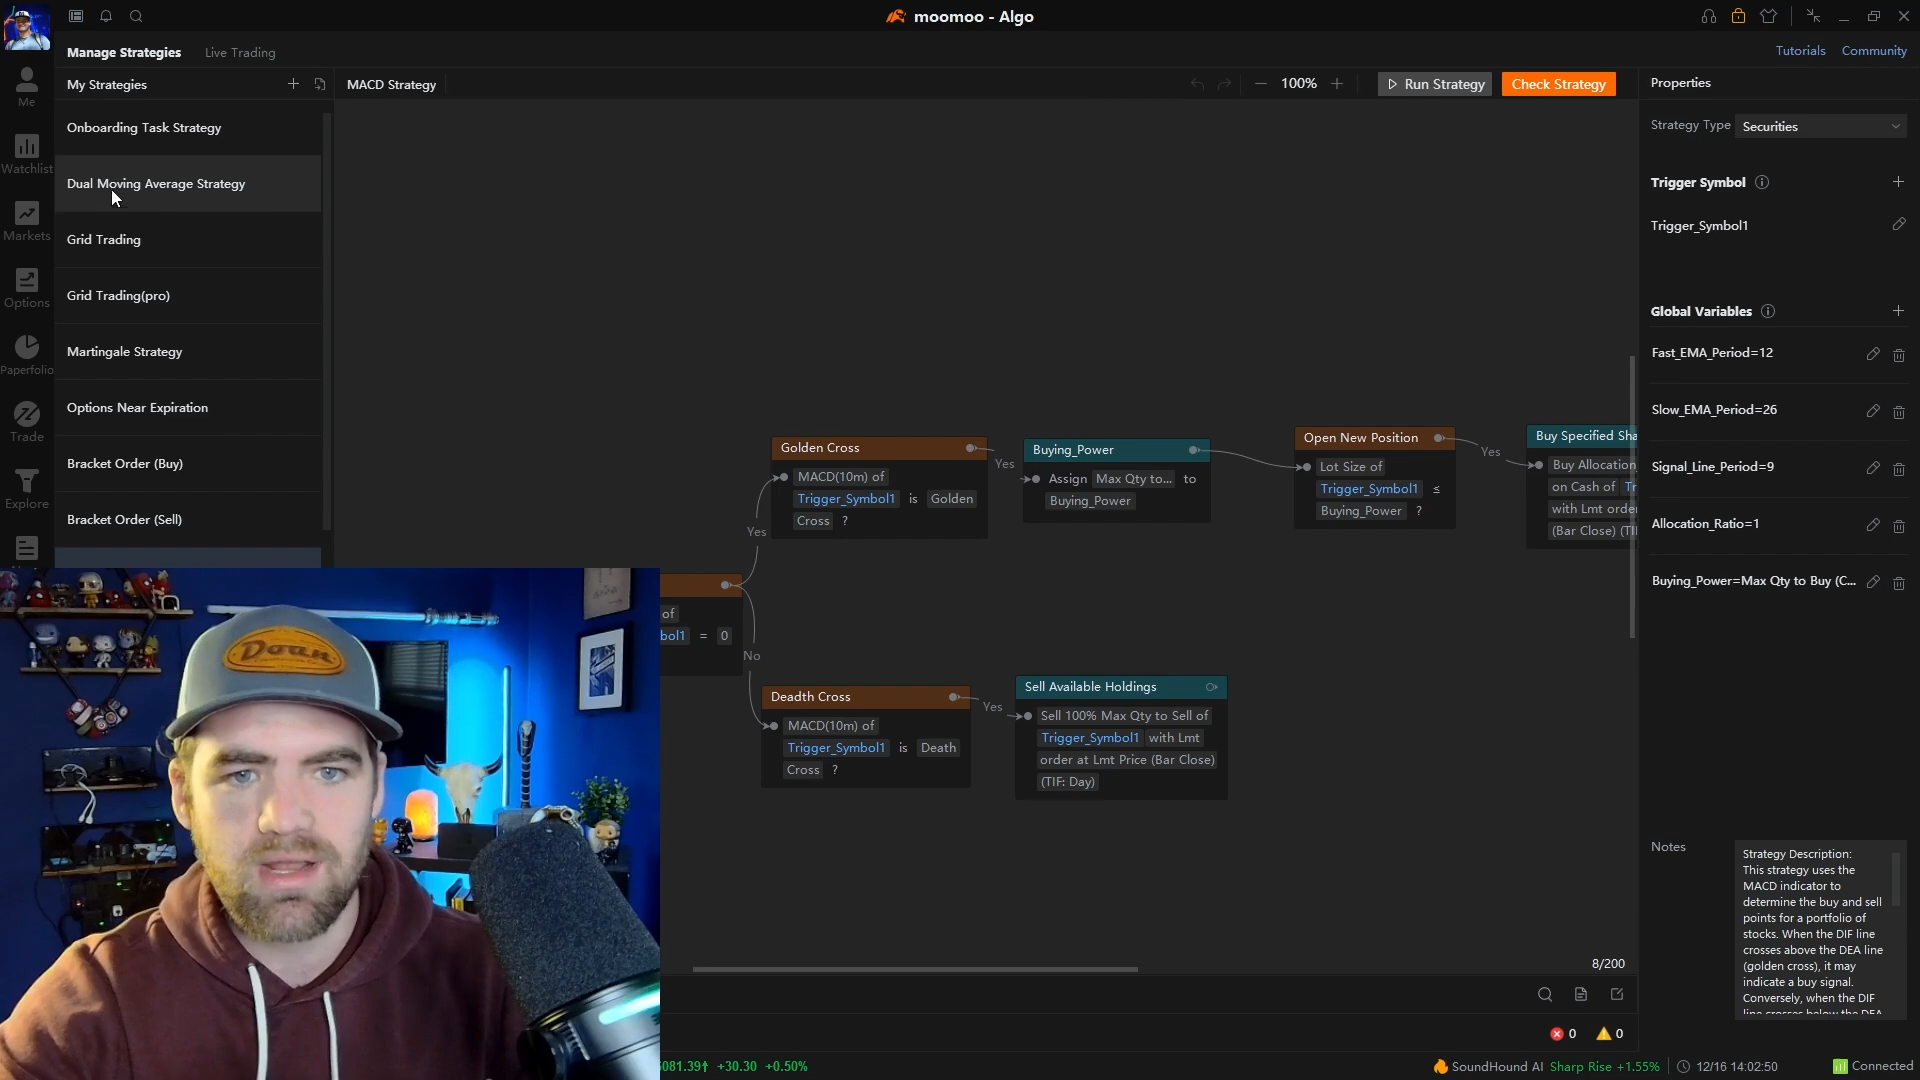 moomoo - Algo
Manage Strategies
Live Trading
Tutorials
Community
My Strategies
MACD Strategy
100%
Run Strategy
Check Strategy
Properties
Me
Watchlist
Markets
Options
Paperfolio
Trade
Explore
Onboarding Task Strategy
Dual Moving Average Strategy
Grid Trading
Grid Trading(pro)
Martingale Strategy
Options Near Expiration
Bracket Order (Buy)
Bracket Order (Sell)
Golden Cross
MACD(10m) of
Trigger_Symbol1 is Golden
Cross ?
Yes
Buying_Power
Assign Max Qty to... to
Buying_Power
Open New Position
Lot Size of
Trigger_Symbol1 ≤
Buying_Power ?
Yes
Buy Specified Sha
Buy Allocation
on Cash of Tr
with Lmt orde
(Bar Close) (TI
Yes
of
bol1 = 0
No
Deadth Cross
MACD(10m) of
Trigger_Symbol1 is Death
Cross ?
Yes
Sell Available Holdings
Sell 100% Max Qty to Sell of
Trigger_Symbol1 with Lmt
order at Lmt Price (Bar Close)
(TIF: Day)
Strategy Type Securities
Trigger Symbol
Trigger_Symbol1
Global Variables
Fast_EMA_Period=12
Slow_EMA_Period=26
Signal_Line_Period=9
Allocation_Ratio=1
Buying_Power=Max Qty to Buy (C...
Notes
Strategy Description:
This strategy uses the
MACD indicator to
determine the buy and sell
points for a portfolio of
stocks. When the DIF line
crosses above the DEA line
(golden cross), it may
indicate a buy signal.
Conversely, when the DIF
line crosses below the DEA
8/200
0
0
Doan
081.39↑ +30.30 +0.50%
SoundHound AI Sharp Rise +1.55%
12/16 14:02:50
Connected